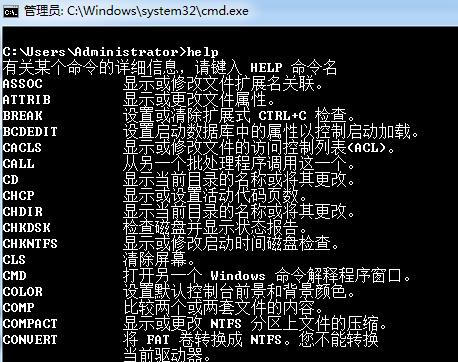 管理员: C:\Windows\system32\cmd.exe
C:\Users\Administrator>help
有关某个命令的详细信息，请键入 HELP 命令名
ASSOC 显示或修改文件扩展名关联。
ATTRIB 显示或更改文件属性。
BREAK 设置或清除扩展式 CTRL+C 检查。
BCDEDIT 设置启动数据库中的属性以控制启动加载。
CACLS 显示或修改文件的访问控制列表(ACL)。
CALL 从另一个批处理程序调用这一个。
CD 显示当前目录的名称或将其更改。
CHCP 显示或设置活动代码页数。
CHDIR 显示当前目录的名称或将其更改。
CHKDSK 检查磁盘并显示状态报告。
CHKNTFS 显示或修改启动时间磁盘检查。
CLS 清除屏幕。
CMD 打开另一个 Windows 命令解释程序窗口。
COLOR 设置默认控制台前景和背景颜色。
COMP 比较两个或两套文件的内容。
COMPACT 显示或更改 NTFS 分区上文件的压缩。
CONVERT 将 FAT 卷转换成 NTFS。您不能转换
当前驱动器。